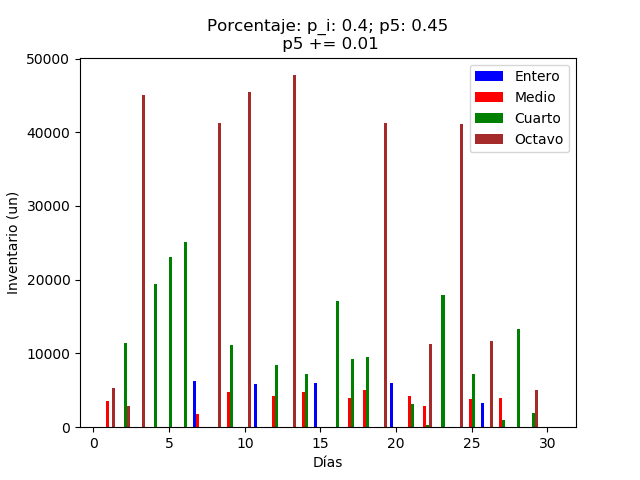 Porcentaje: p_i: 0.4; p5: 0.45
p5 += 0.01
50000
40000
30000
20000
10000
0
Inventario (un)
Entero
Medio
Cuarto
Octavo
0 5 10 15 20 25 30
Días